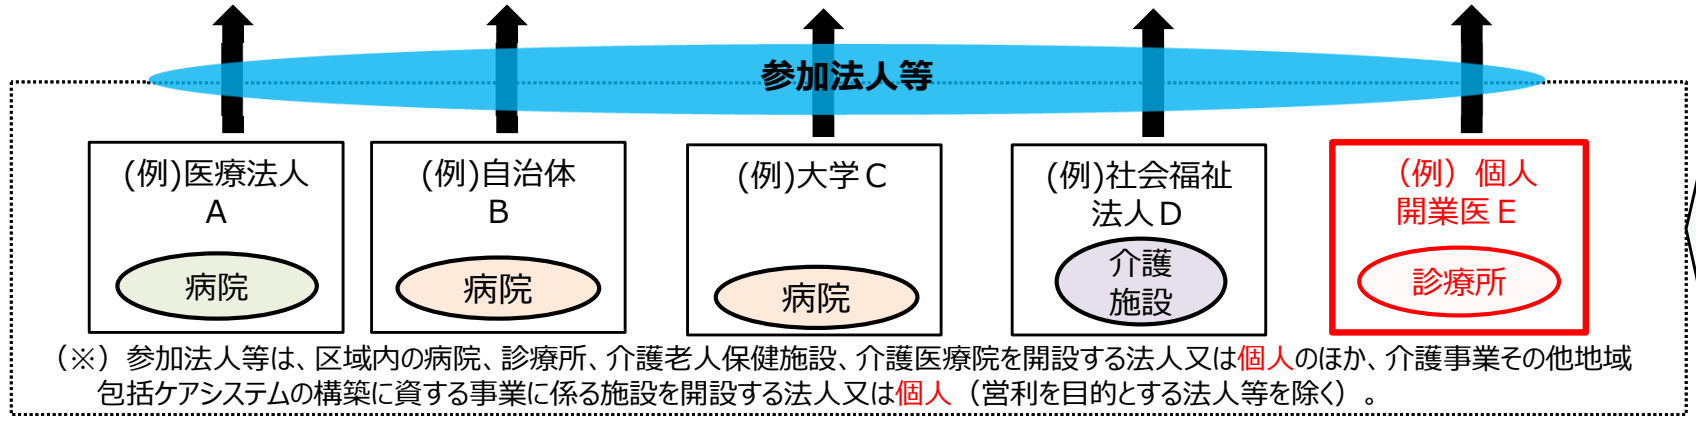 参加法人等
(例)医療法人
A
病院
(例)自治体
B
病院
(例)大学C
病院
(例)社会福祉
法人D
介護
施設
（例）個人
開業医E
診療所
（※）参加法人等は、区域内の病院、診療所、介護老人保健施設、介護医療院を開設する法人又は個人のほか、介護事業その他地域
包括ケアシステムの構築に資する事業に係る施設を開設する法人又は個人（営利を目的とする法人等を除く）。